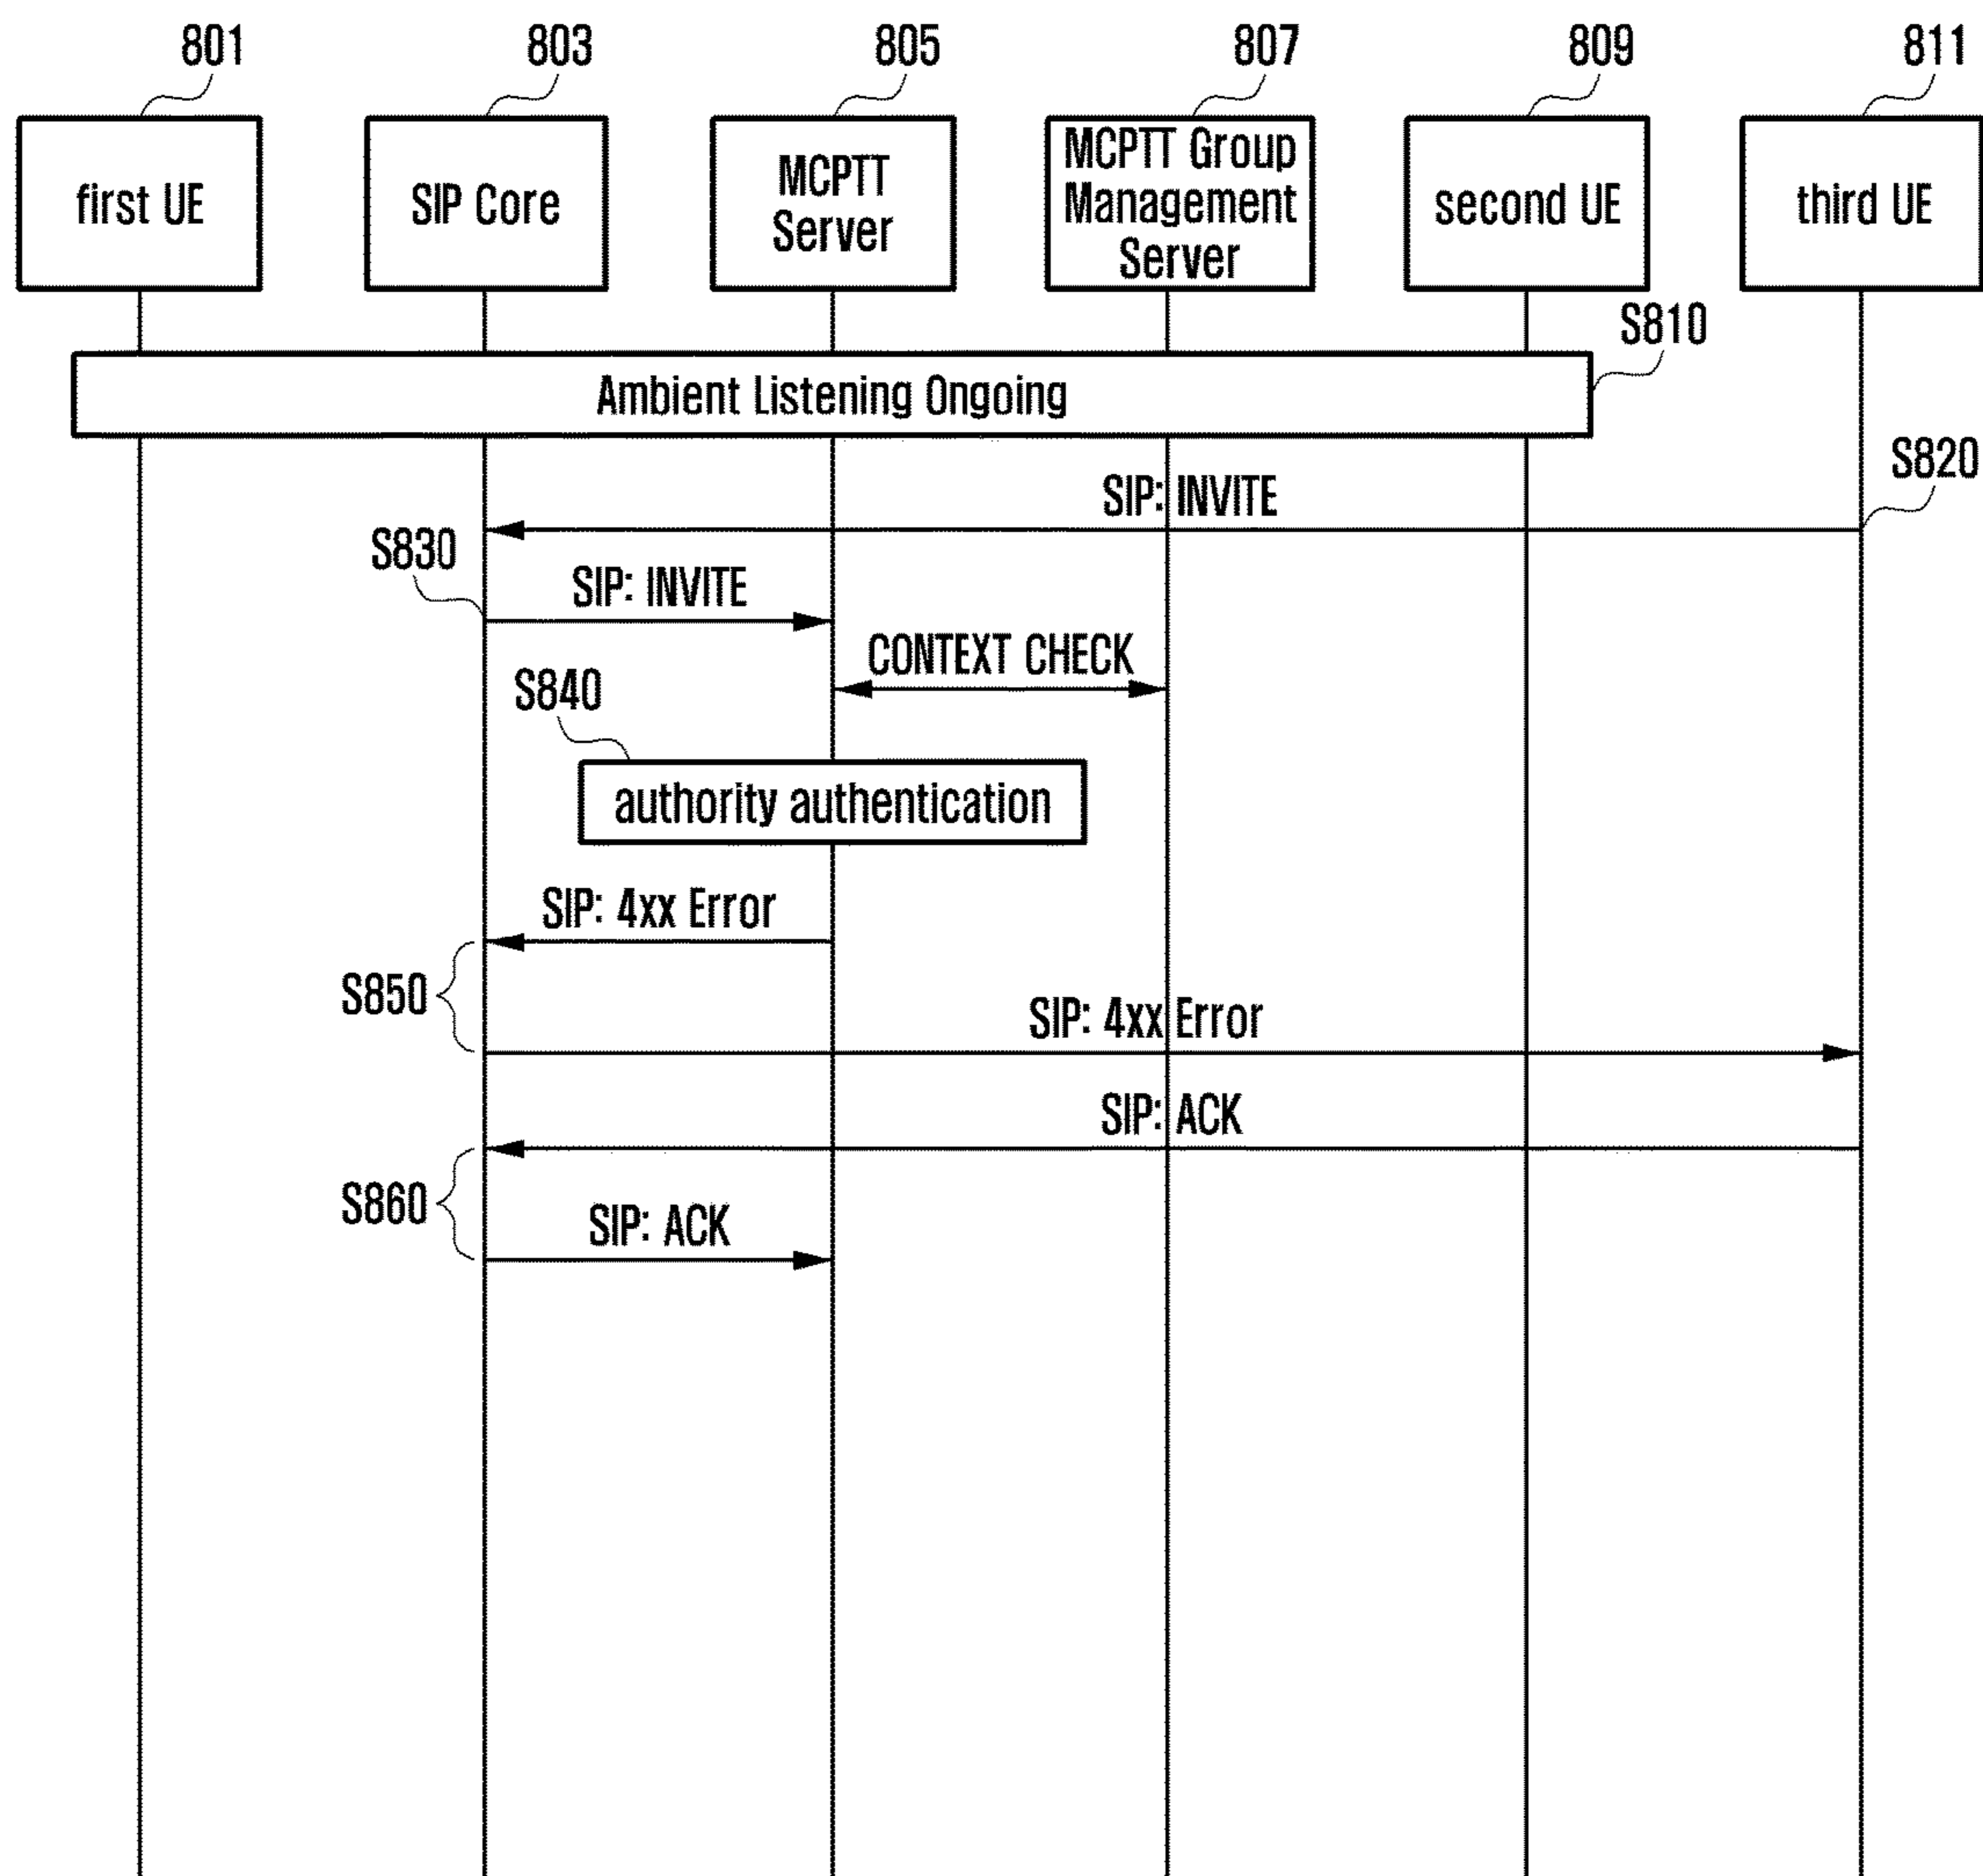 801
803
805
807
809
811
first UE
SIP Core
MCPTT
Server
MCPTT Group
Management
Server
second UE
third UE
S810
Ambient Listening Ongoing
S820
SIP: INVITE
S830
SIP: INVITE
CONTEXT CHECK
S840
authority authentication
SIP: 4xx Error
S850
SIP: 4xx Error
SIP: ACK
S860
SIP: ACK